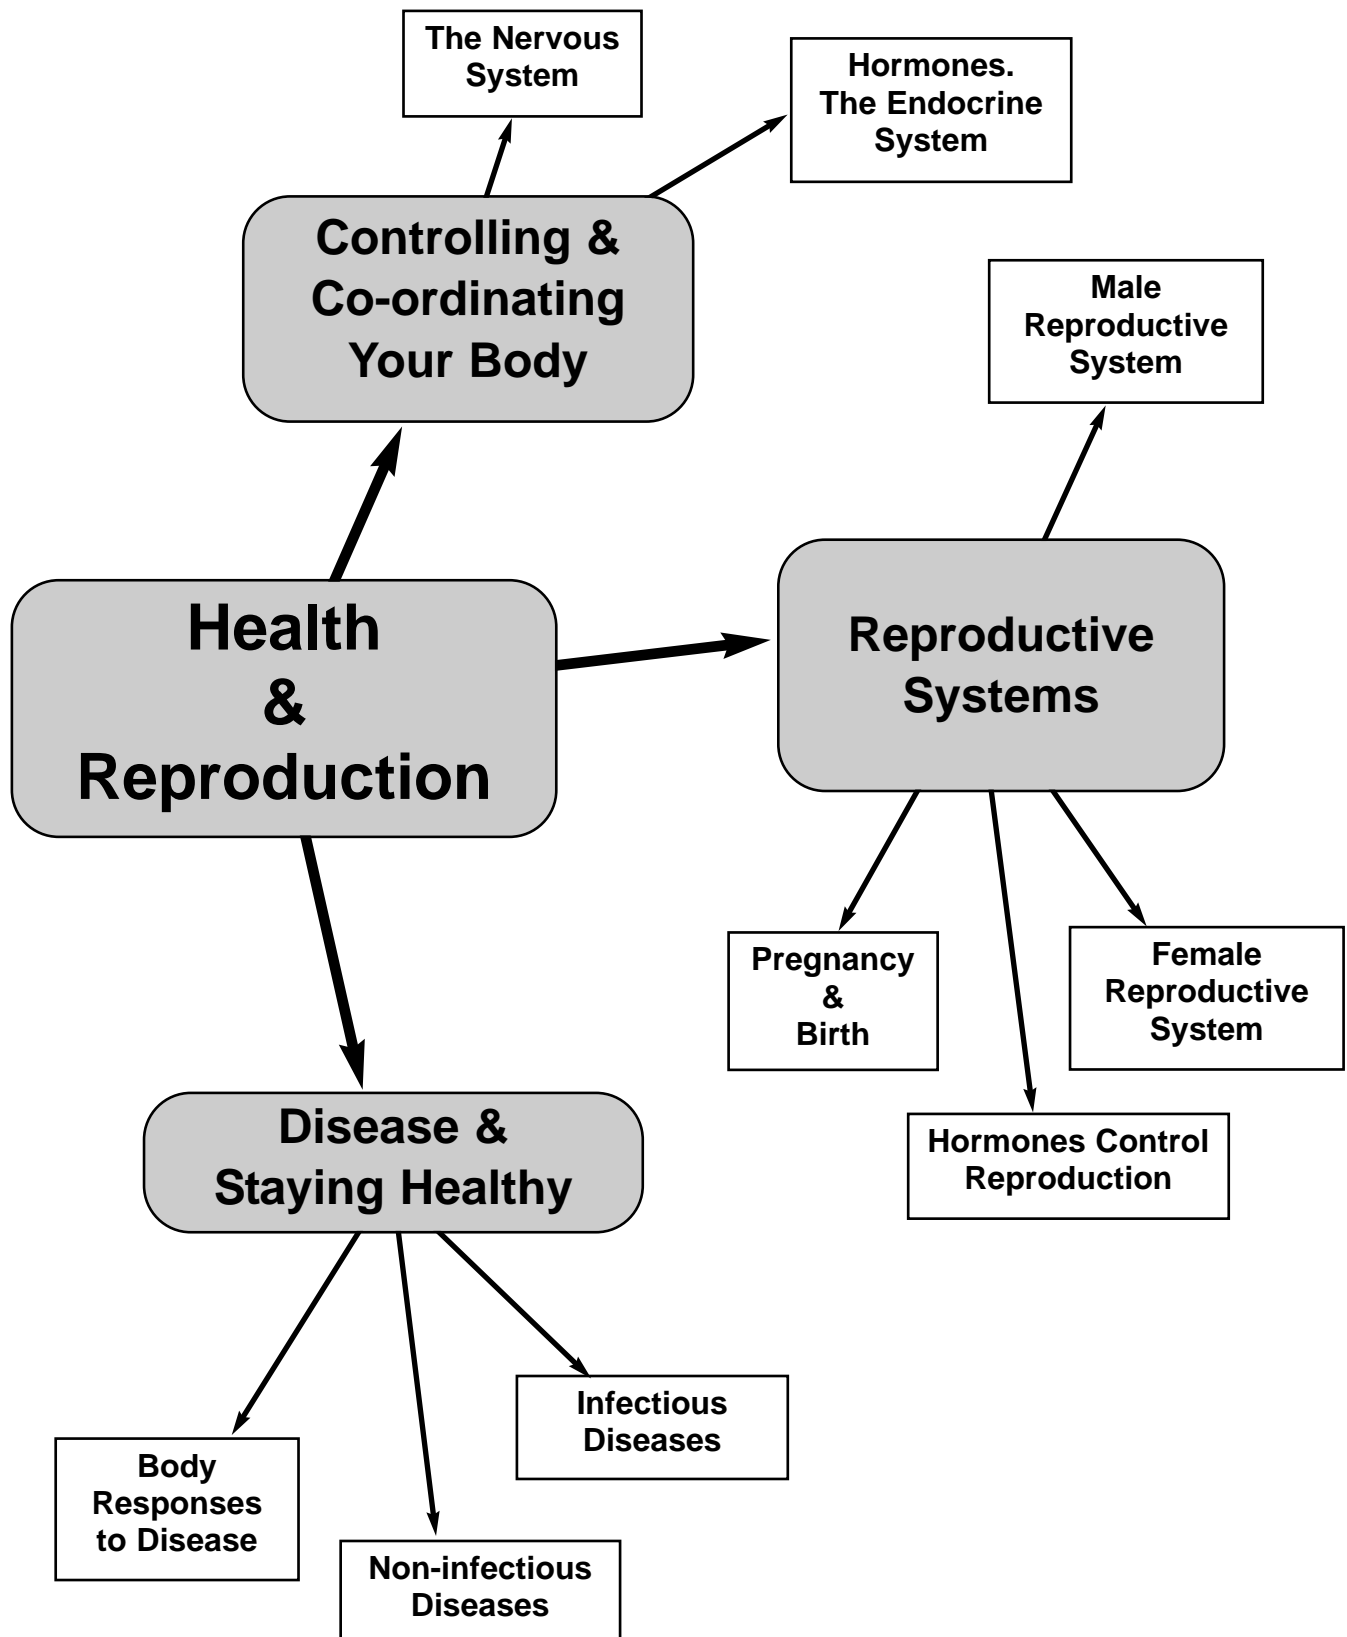 The Nervous
System
Hormones.
The Endocrine
System
Controlling &
Co-ordinating
Your Body
Male
Reproductive
System
Health
&
Reproduction
Reproductive
Systems
Pregnancy
&
Birth
Female
Reproductive
System
Hormones Control
Reproduction
Disease &
Staying Healthy
Infectious
Diseases
Body
Responses
to Disease
Non-infectious
Diseases